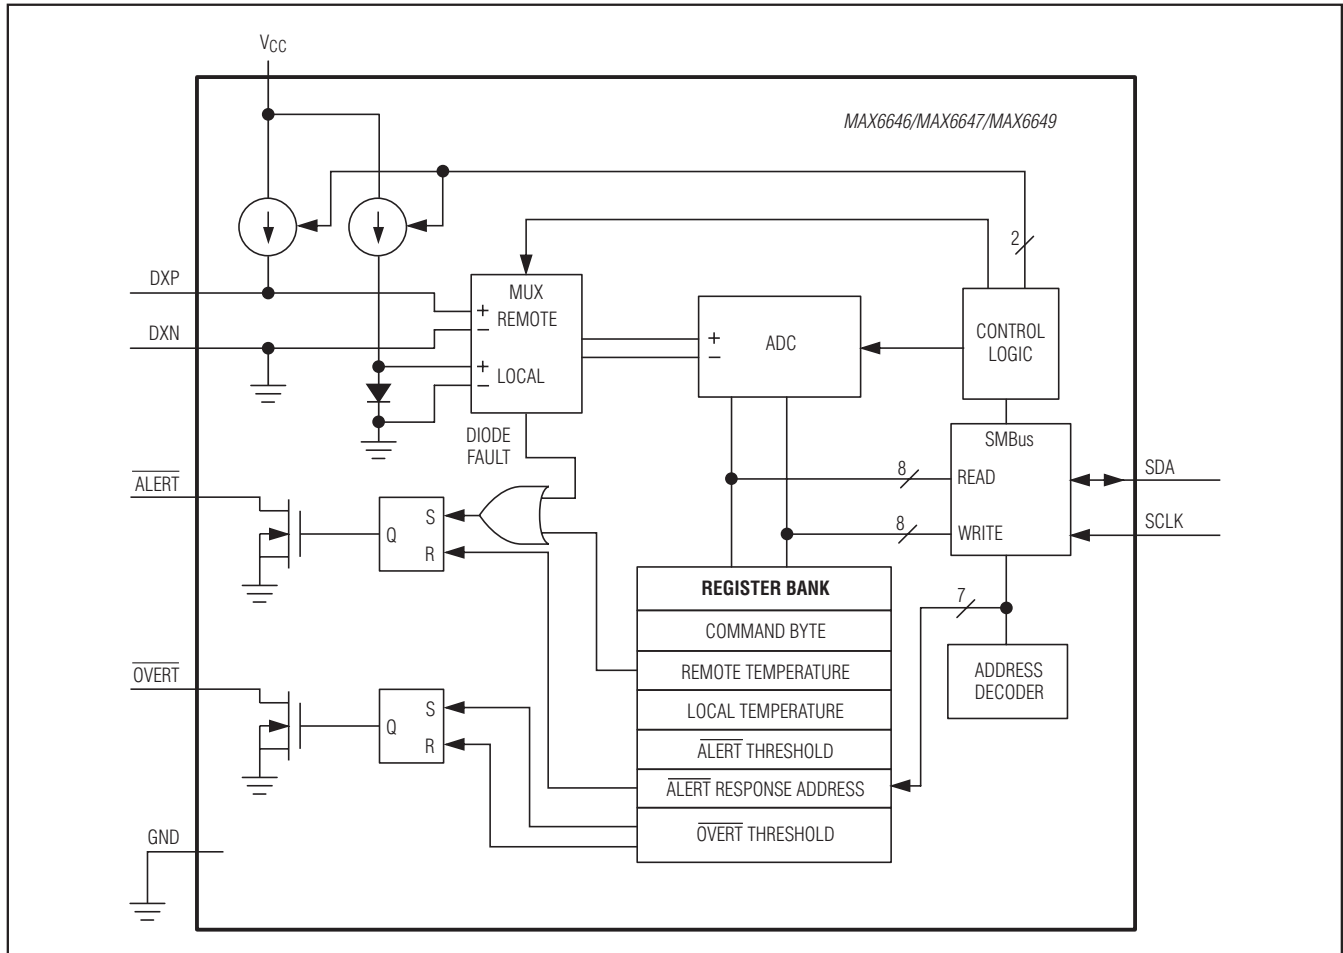 VCC
MAX6646/MAX6647/MAX6649
2
DXP
MUX
+
REMOTE
−
DXN
+
LOCAL
−
+
ADC
−
CONTROL
LOGIC
DIODE
FAULT
SMBus
8
READ
SDA
ALERT
S
Q
R
8
WRITE
SCLK
REGISTER BANK
7
COMMAND BYTE
OVERT
REMOTE TEMPERATURE
ADDRESS
DECODER
S
Q
R
LOCAL TEMPERATURE
ALERT THRESHOLD
ALERT RESPONSE ADDRESS
OVERT THRESHOLD
GND